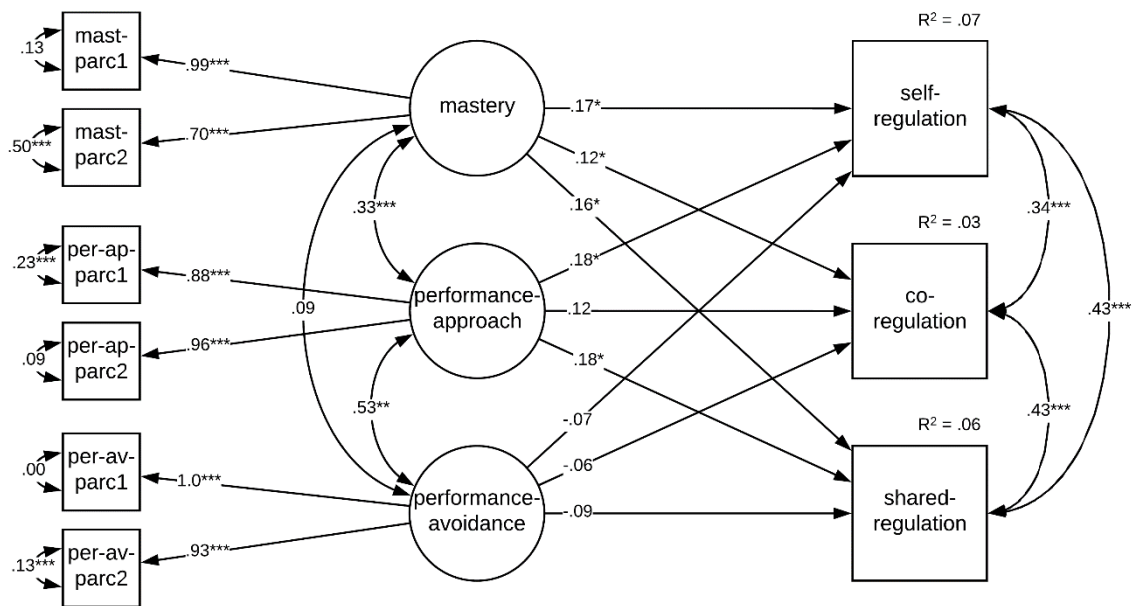 R² = .07
mast-
parc1
.13
.99***
mastery
.17*
self-
regulation
mast-
parc2
.50***
.70***
.12*
.16*
.33***
.34***
R² = .03
per-ap-
parc1
.23***
.88***
.18*
performance-
approach
.09
.12
co-
regulation
.43***
per-ap-
parc2
.09
.96***
.18*
.53**
-.07
.43***
R² = .06
per-av-
parc1
.00
1.0***
-.06
performance-
avoidance
-.09
shared-
regulation
per-av-
parc2
.13***
.93***